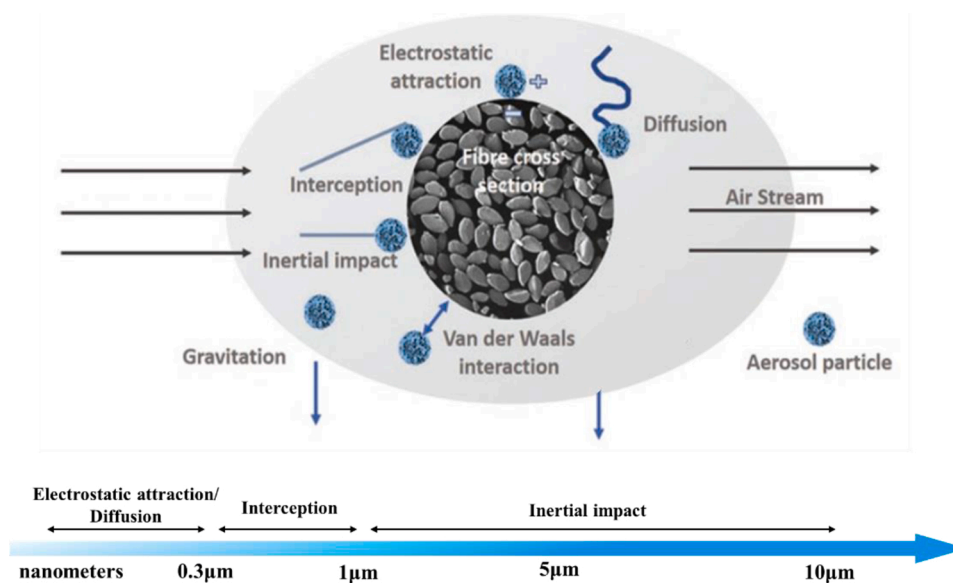 Electrostatic
attraction
+
−
Diffusion
Fibre cross
section
Interception
Air Stream
Inertial impact
Gravitation
Van der Waals
interaction
Aerosol particle
Electrostatic attraction/
Diffusion
Interception
Inertial impact
nanometers 0.3μm 1μm 5μm 10μm